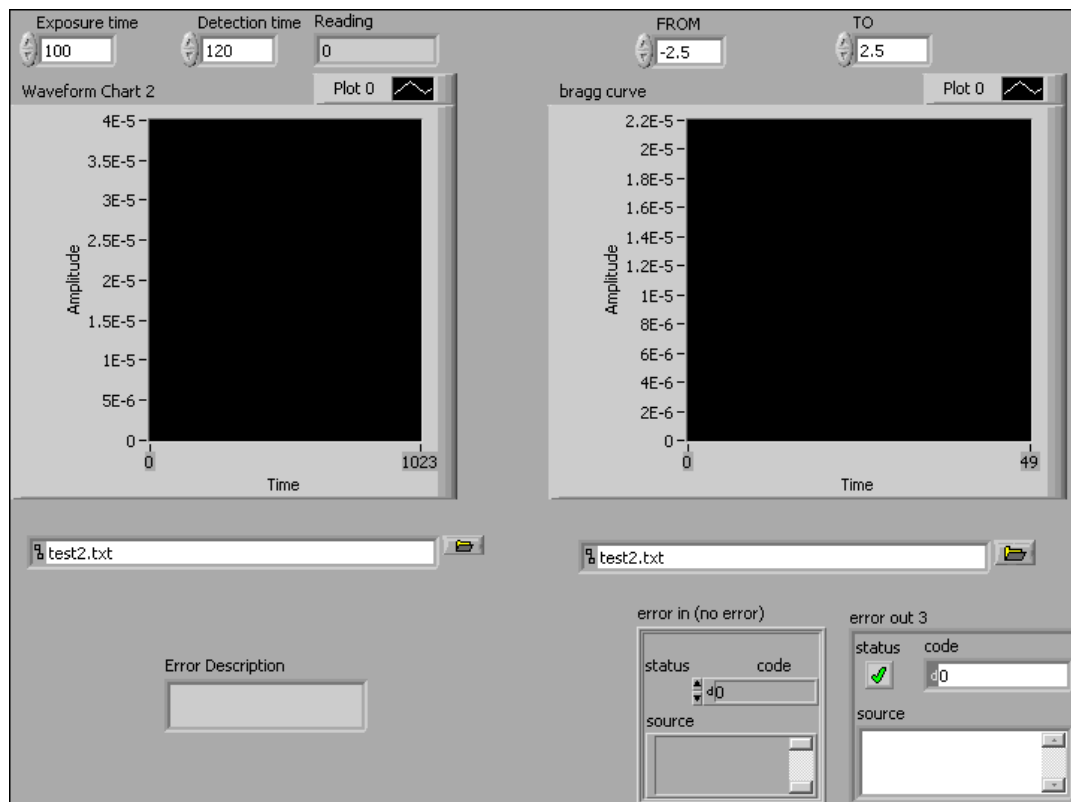 Exposure time Detection time Reading FROM TO
100 120 0 -2.5 2.5
Waveform Chart 2 Plot 0 bragg curve Plot 0
4E-5
3.5E-5
3E-5
2.5E-5
2E-5
1.5E-5
1E-5
5E-6
0
Amplitude
0 1023
Time
2.2E-5
2E-5
1.8E-5
1.6E-5
1.4E-5
1.2E-5
1E-5
8E-6
6E-6
4E-6
2E-6
0
Amplitude
0 49
Time
test2.txt
test2.txt
Error Description
error in (no error)
status code
d0
source
error out 3
status code
d0
source